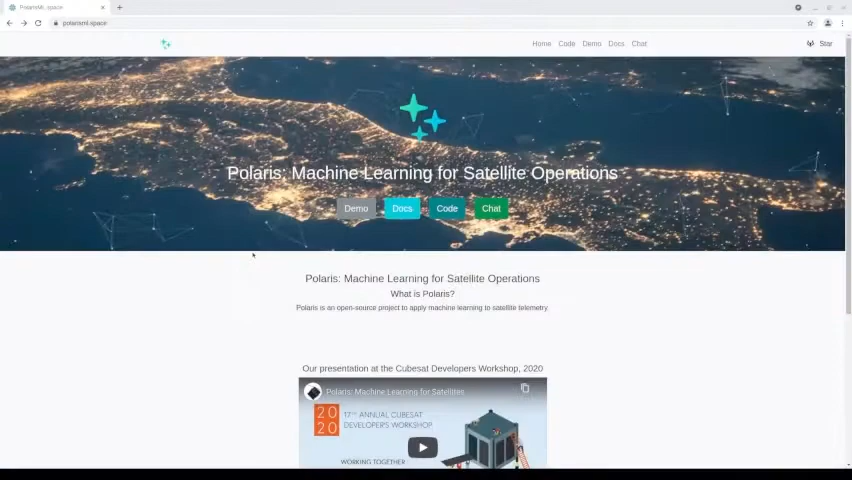 PolarisML.space
polarisml.space
Home Code Demo Docs Chat Star
Polaris: Machine Learning for Satellite Operations
Demo Docs Code Chat
Polaris: Machine Learning for Satellite Operations
What is Polaris?
Polaris is an open-source project to apply machine learning to satellite telemetry
Our presentation at the Cubesat Developers Workshop, 2020
Polaris: Machine Learning for Satellites
20
20
17TH ANNUAL CUBESAT
DEVELOPER'S WORKSHOP
WORKING TOGETHER